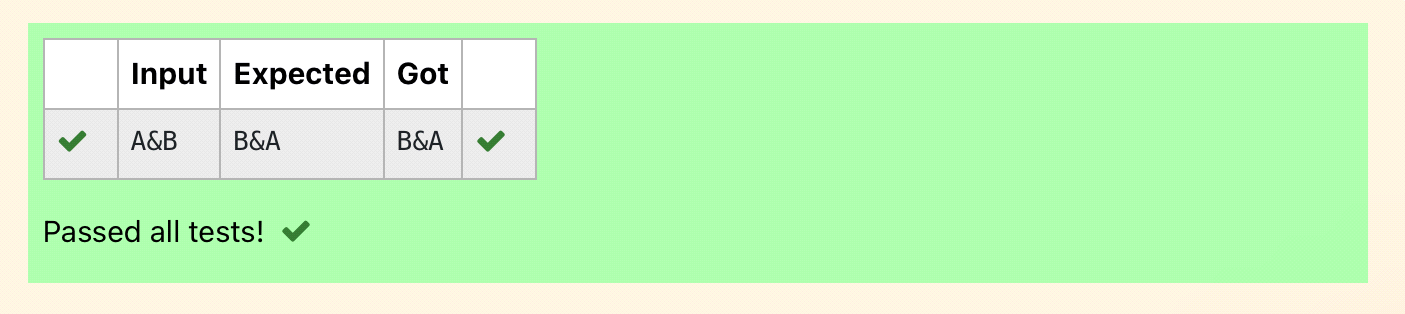 Input Expected Got
A&B B&A B&A
Passed all tests!